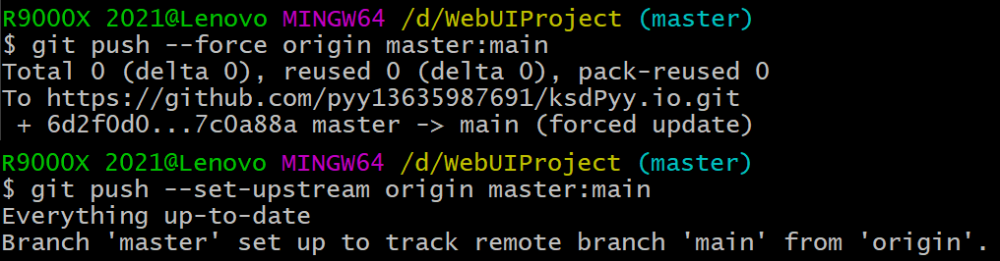 R9000X 2021@Lenovo MINGW64 /d/WebUIProject (master)
$ git push --force origin master:main
Total 0 (delta 0), reused 0 (delta 0), pack-reused 0
To https://github.com/pyy13635987691/ksdPyy.io.git
 + 6d2f0d0...7c0a88a master -> main (forced update)
R9000X 2021@Lenovo MINGW64 /d/WebUIProject (master)
$ git push --set-upstream origin master:main
Everything up-to-date
Branch 'master' set up to track remote branch 'main' from 'origin'.